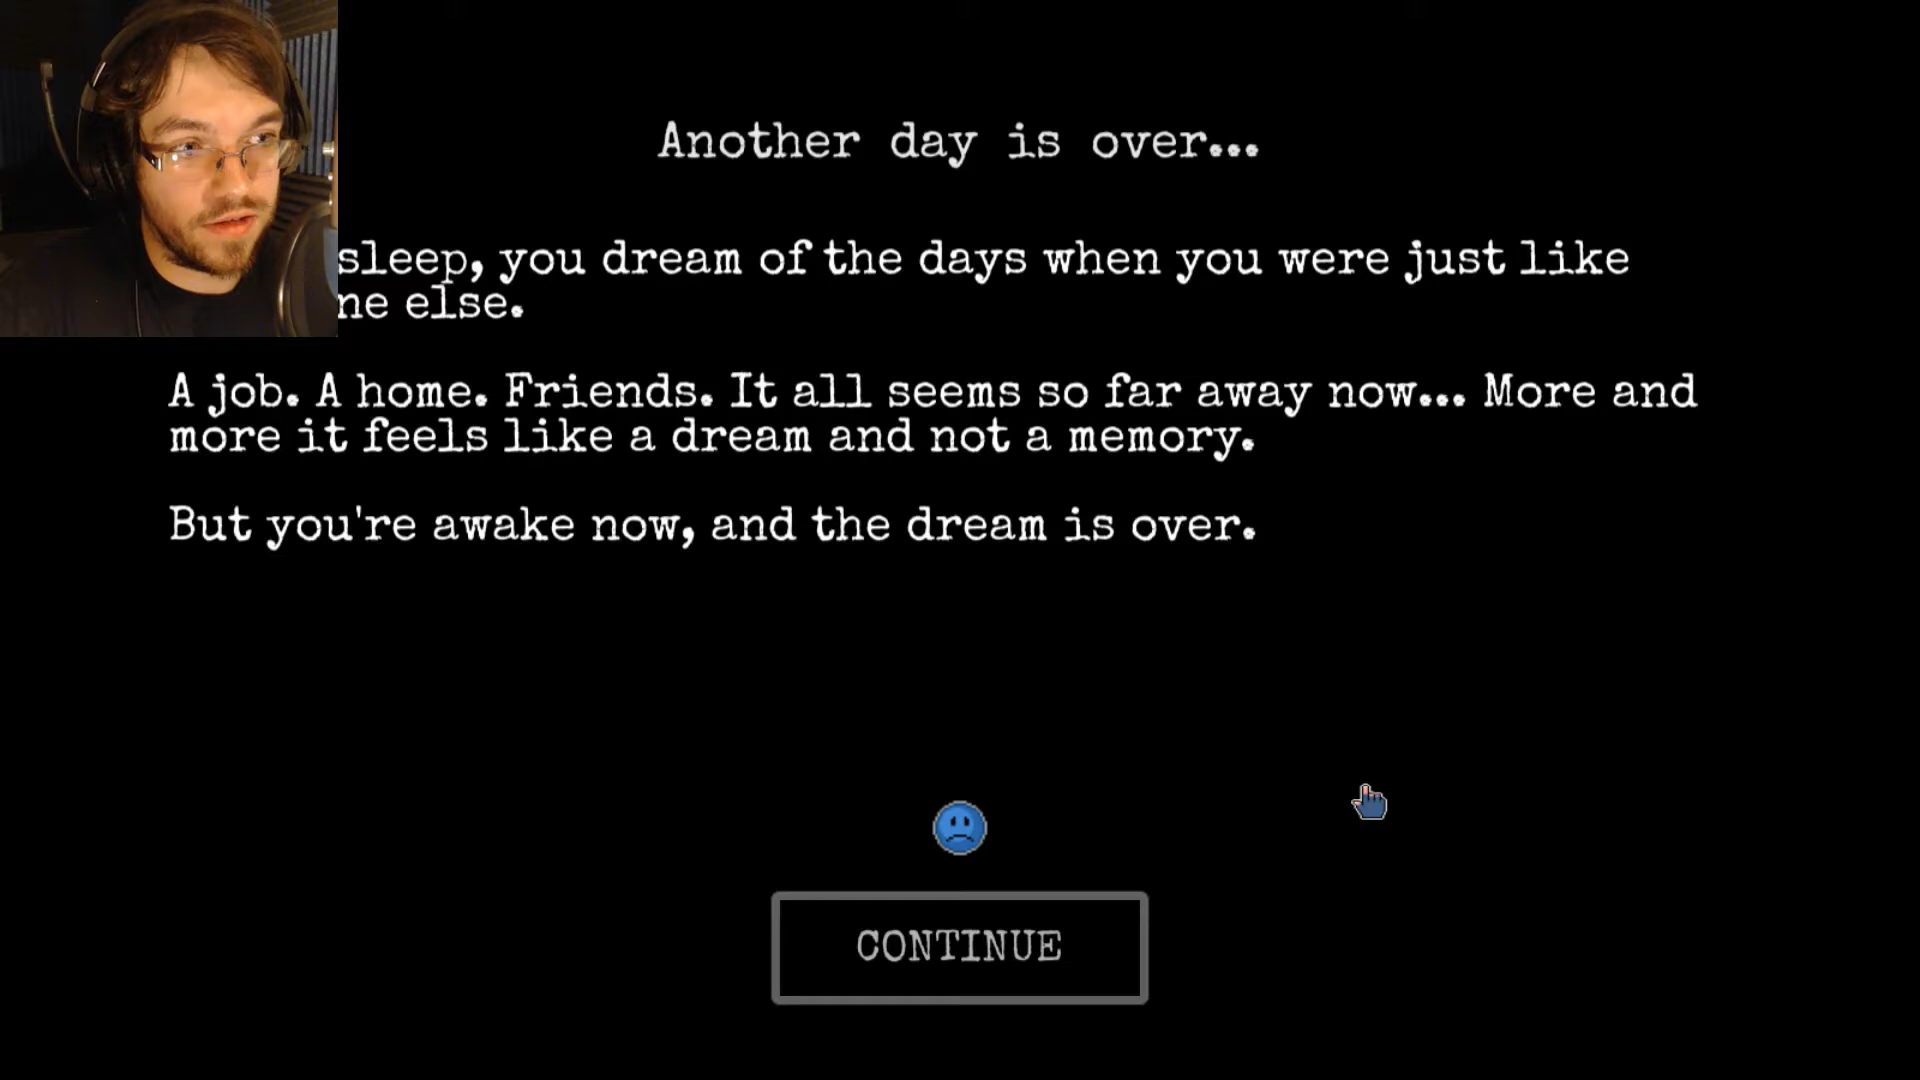 Another day is over...
sleep, you dream of the days when you were just like
ne else.
A job. A home. Friends. It all seems so far away now... More and
more it feels like a dream and not a memory.
But you're awake now, and the dream is over.
CONTINUE